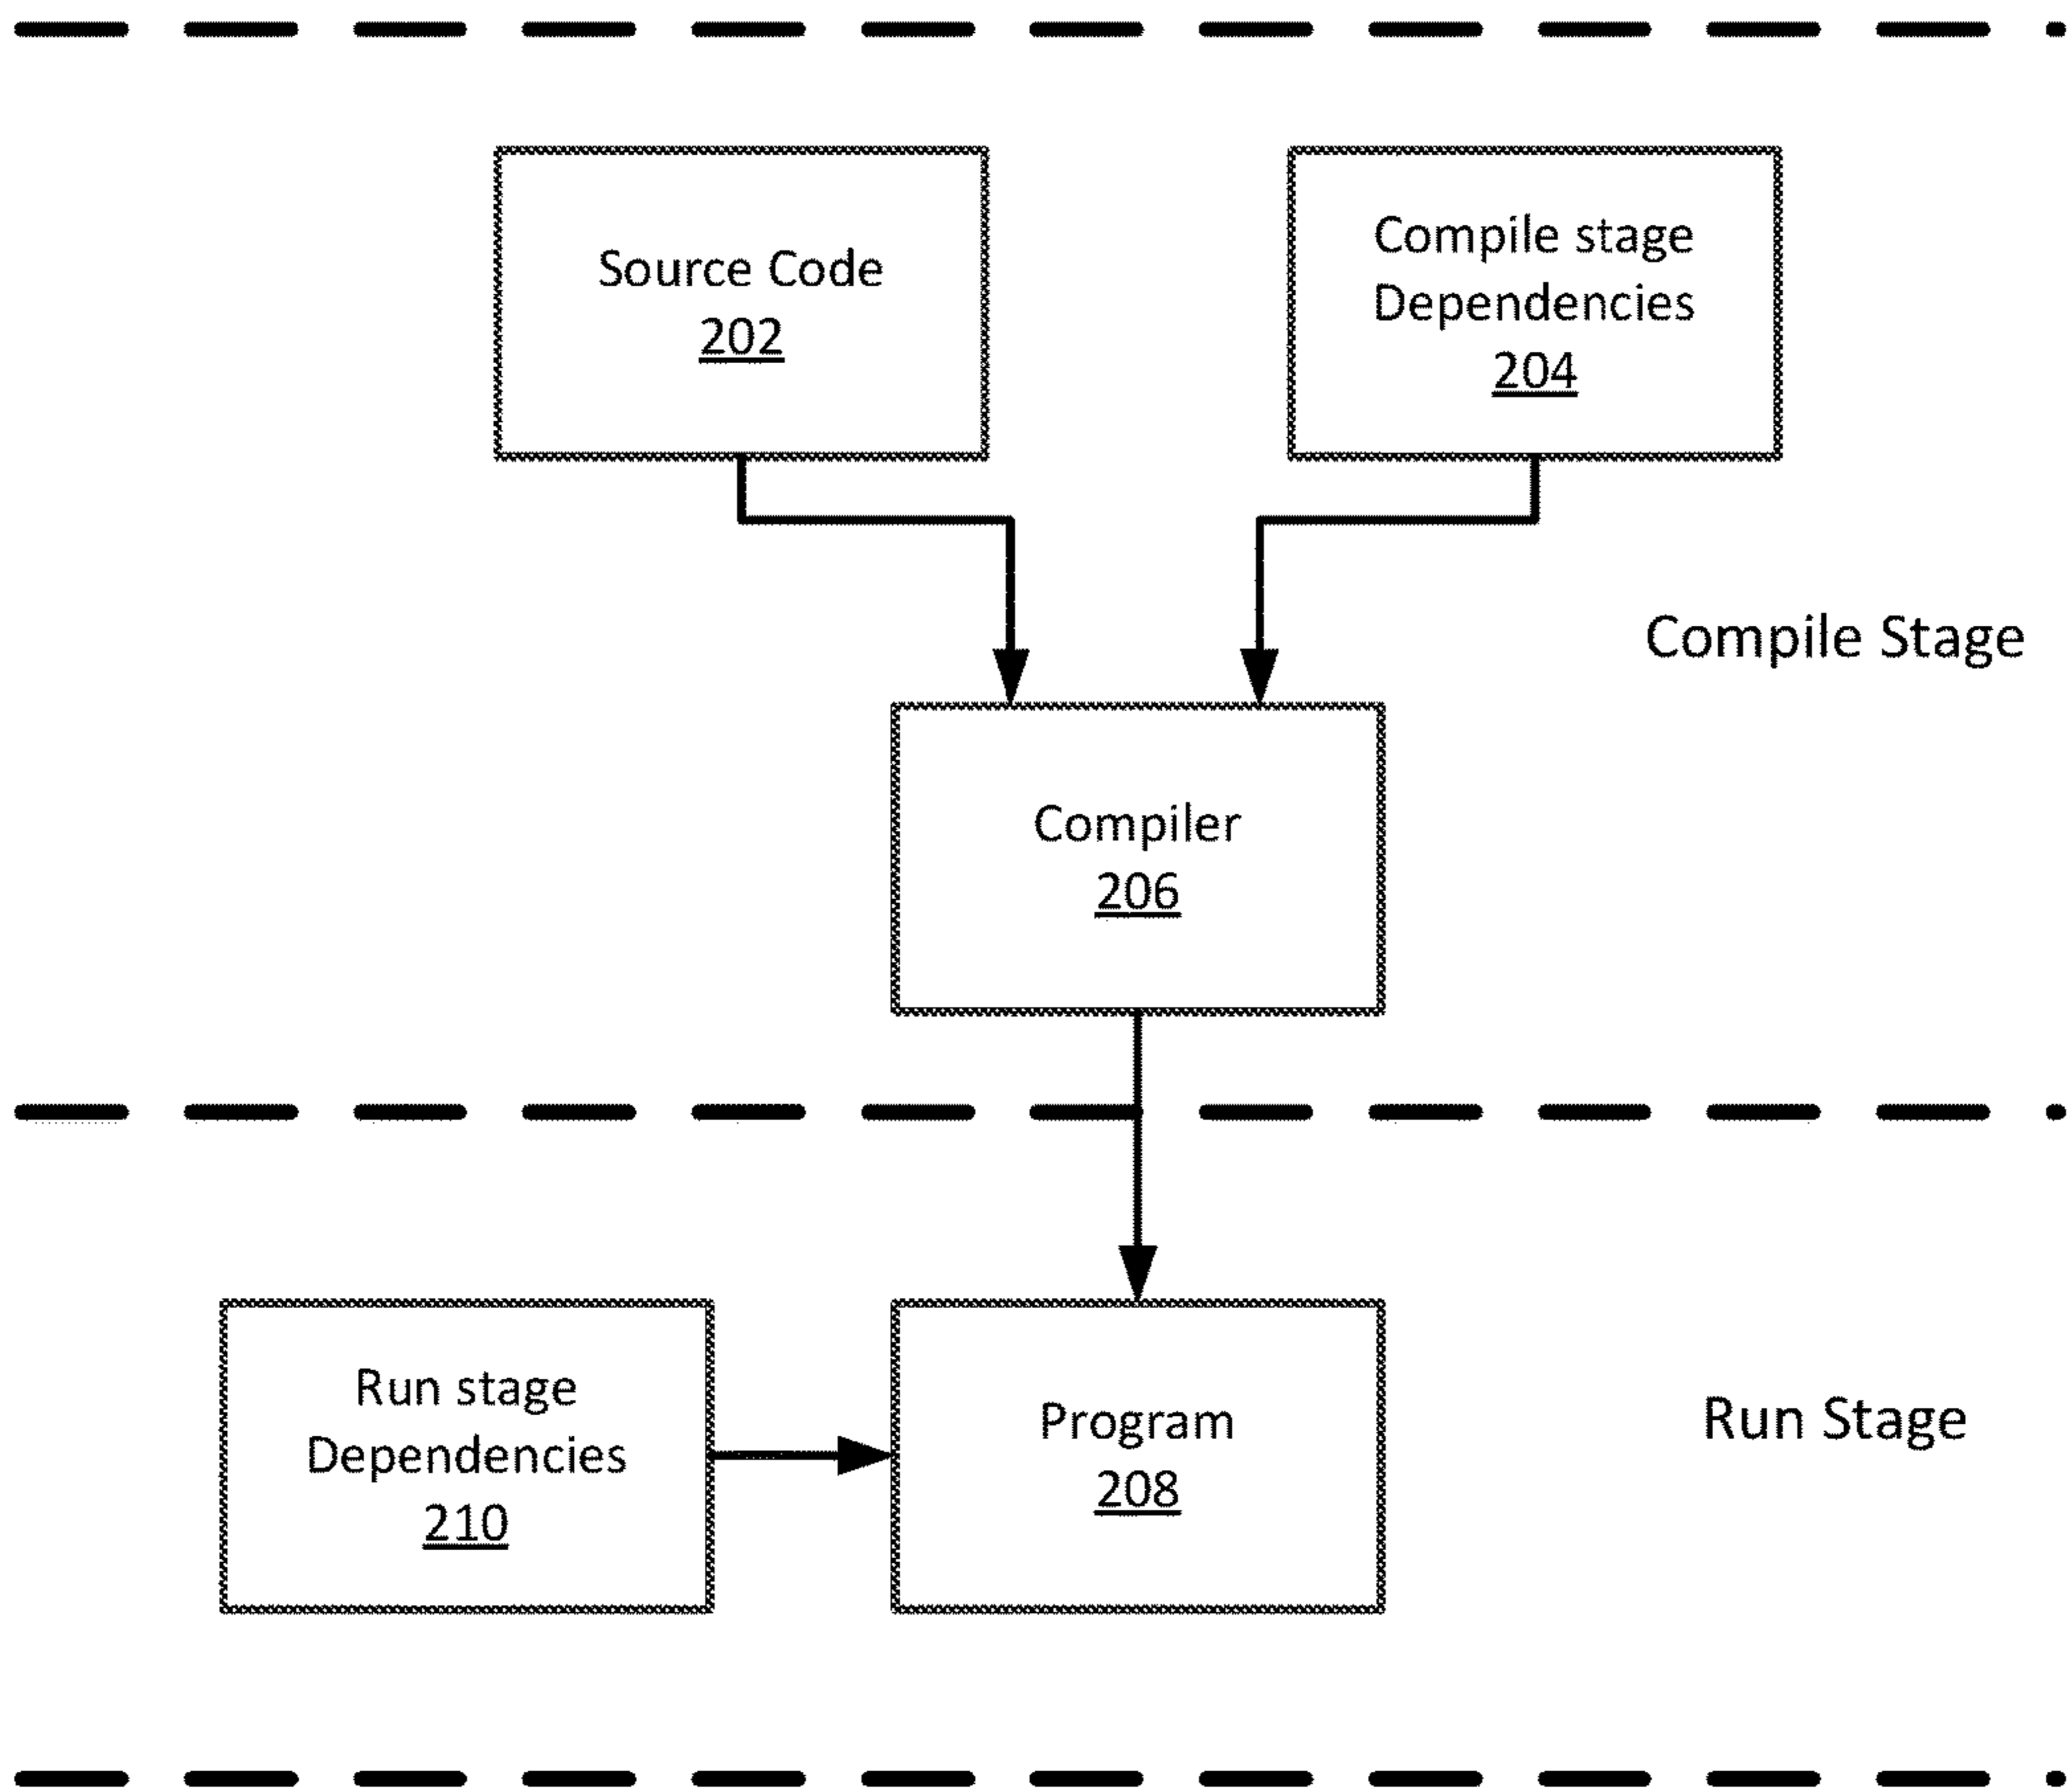 Source Code
202
Compile stage
Dependencies
204
Compile Stage
Compiler
206
Run stage
Dependencies
210
Program
208
Run Stage